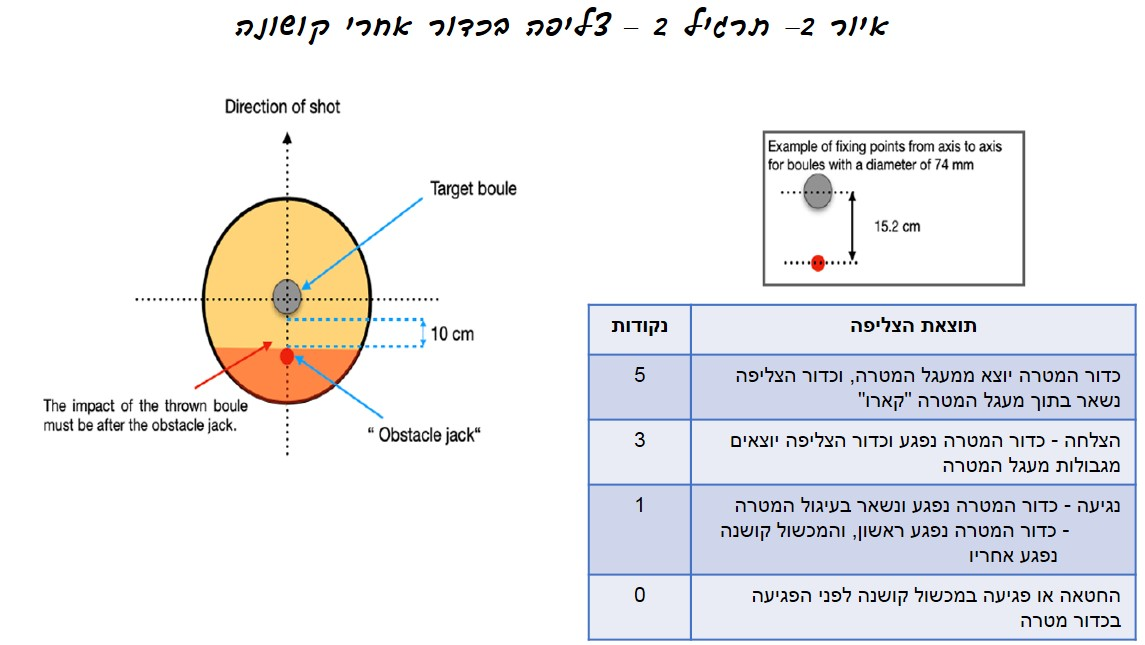 איור 2– תרגיל 2 – צליפה בכדור אחרי קושונה
Direction of shot
Target boule
10 cm
The impact of the thrown boule
must be after the obstacle jack.
“ Obstacle jack“
Example of fixing points from axis to axis
for boules with a diameter of 74 mm
15.2 cm
תוצאת הצליפה נקודות
כדור המטרה יוצא ממעגל המטרה, וכדור הצליפה 5
נשאר בתוך מעגל המטרה "קארו"
הצלחה - כדור המטרה נפגע וכדור הצליפה יוצאים 3
מגבולות מעגל המטרה
נגיעה - כדור המטרה נפגע ונשאר בעיגול המטרה 1
- כדור המטרה נפגע ראשון, והמכשול קושנה
נפגע אחריו
החטאה או פגיעה במכשול קושנה לפני הפגיעה 0
בכדור מטרה